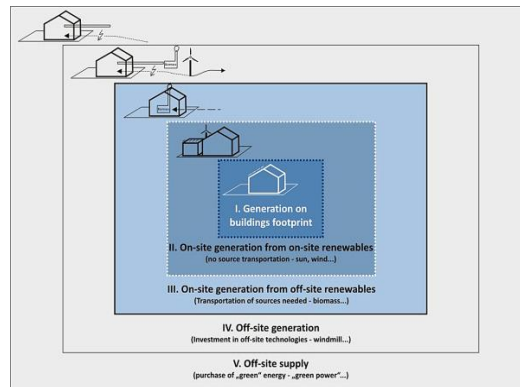 I. Generation on
buildings footprint
II. On-site generation from on-site renewables
(no source transportation - sun, wind...)
III. On-site generation from off-site renewables
(Transportation of sources needed - biomass...)
IV. Off-site generation
(Investment in off-site technologies - windmill...)
V. Off-site supply
(purchase of „green“ energy - „green power“...)